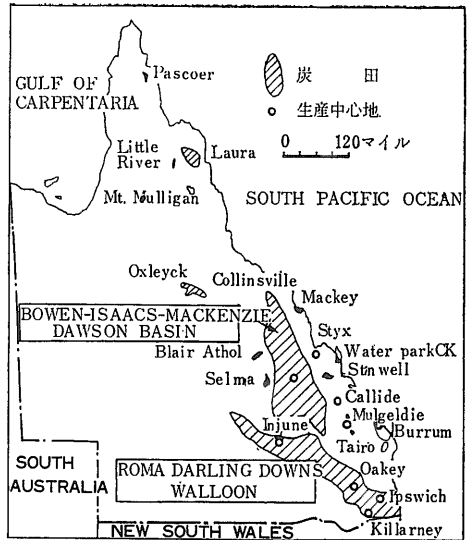 Pascoer
GULF OF
CARPENTARIA
炭 田
生産中心地
0 120マイル
Little
River
Laura
Mt. Mulligan
SOUTH PACIFIC OCEAN
Oxleyck
Collinsville
Mackey
BOWEN-ISAACS-MACKENZIE
DAWSON BASIN
Styx
Blair Athol
Water parkCK
Stnwell
Selma
Callide
Mulgeldie
Injune
Burrum
Tairo
SOUTH
AUSTRALIA
ROMA DARLING DOWNS
WALLOON
Oakey
Ipswich
NEW SOUTH WALES
Killarney